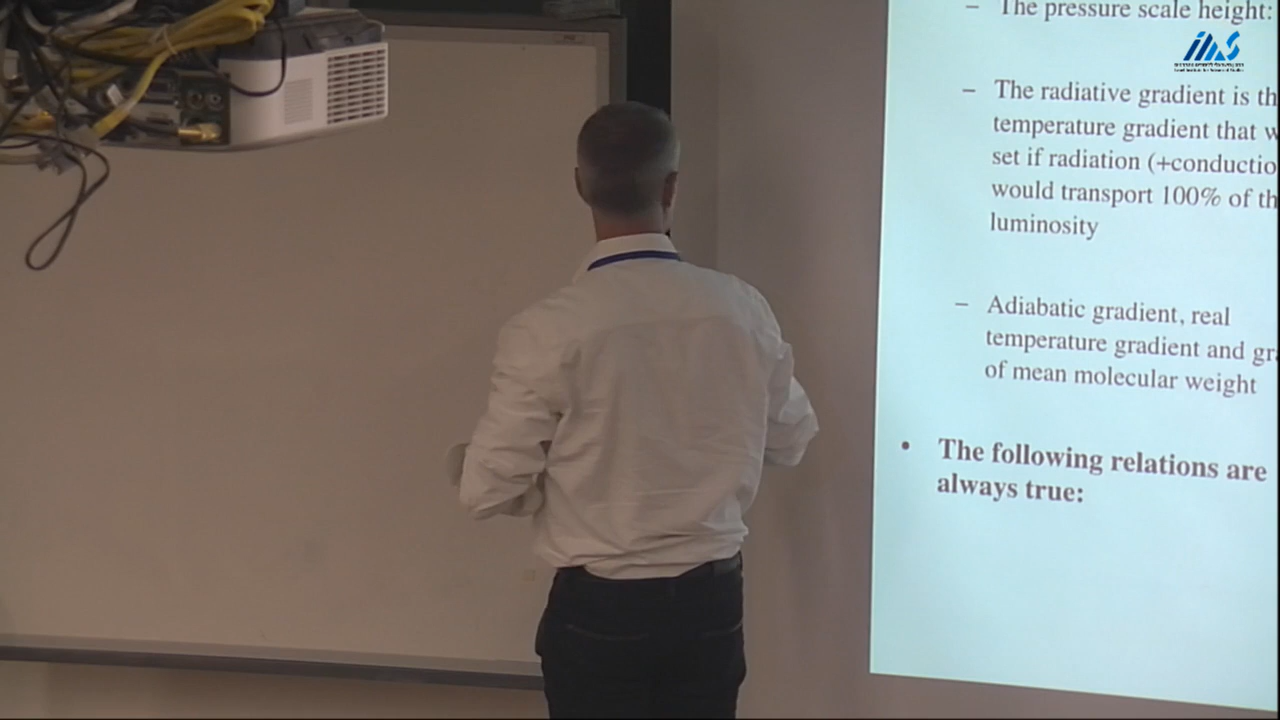 – The pressure scale height:
iias
– The radiative gradient is th
temperature gradient that w
set if radiation (+conductio
would transport 100% of th
luminosity
– Adiabatic gradient, real
temperature gradient and gr
of mean molecular weight
• The following relations are
always true: